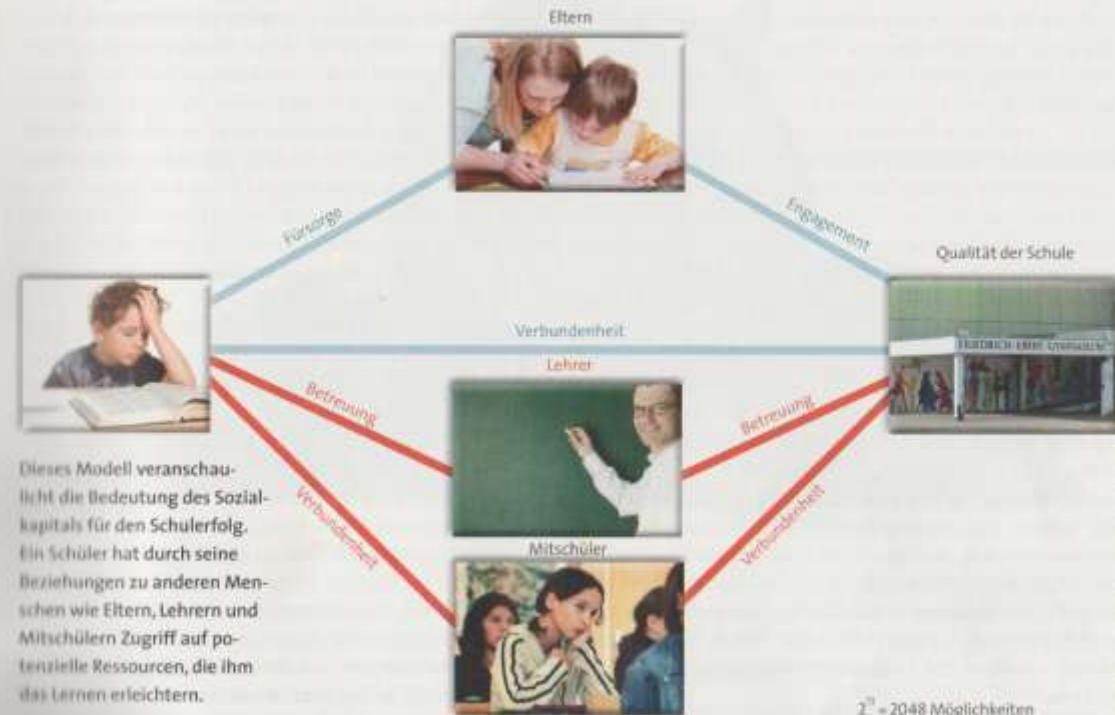 Eltern
Fürsorge
Engagement
Qualität der Schule
FRIEDRICH-EBERT-GYMNASIUM
Verbundenheit
Lehrer
Betreuung
Betreuung
Verbundenheit
Verbundenheit
Mitschüler
Dieses Modell veranschau-
licht die Bedeutung des Sozial-
kapitals für den Schulerfolg.
Ein Schüler hat durch seine
Beziehungen zu anderen Men-
schen wie Eltern, Lehrern und
Mitschülern Zugriff auf po-
tenzielle Ressourcen, die ihm
das Lernen erleichtern.
2¹¹ = 2048 Möglichkeiten